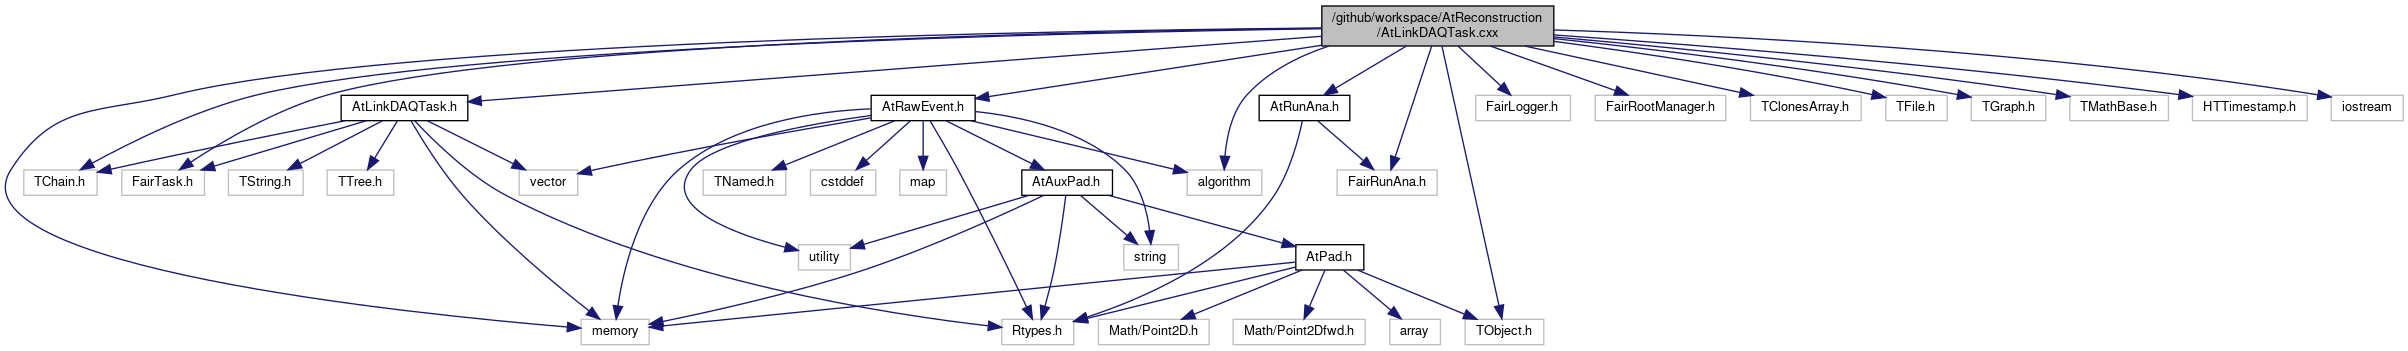 /github/workspace/AtReconstruction
/AtLinkDAQTask.cxx
AtLinkDAQTask.h
AtRawEvent.h
AtRunAna.h
FairLogger.h
FairRootManager.h
TClonesArray.h
TFile.h
TGraph.h
TMathBase.h
HTTimestamp.h
iostream
TChain.h
FairTask.h
TString.h
TTree.h
vector
TNamed.h
cstddef
map
AtAuxPad.h
algorithm
FairRunAna.h
utility
string
AtPad.h
memory
Rtypes.h
Math/Point2D.h
Math/Point2Dfwd.h
array
TObject.h